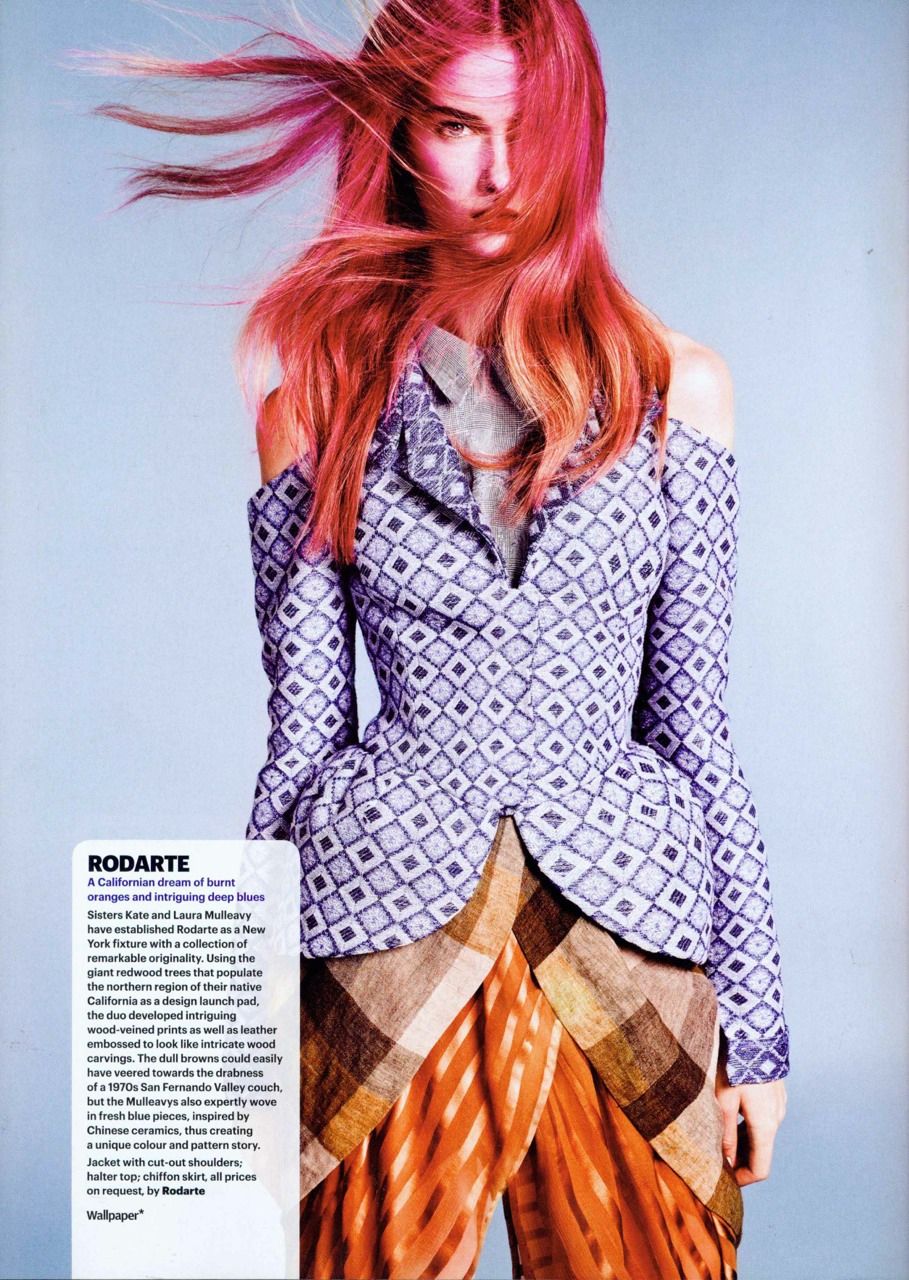 RODARTE
A Californian dream of burnt
oranges and intriguing deep blues
Sisters Kate and Laura Mulleavy
have established Rodarte as a New
York fixture with a collection of
remarkable originality. Using the
giant redwood trees that populate
the northern region of their native
California as a design launch pad,
the duo developed intriguing
wood-veined prints as well as leather
embossed to look like intricate wood
carvings. The dull browns could easily
have veered towards the drabness
of a 1970s San Fernando Valley couch,
but the Mulleavys also expertly wove
in fresh blue pieces, inspired by
Chinese ceramics, thus creating
a unique colour and pattern story.
Jacket with cut-out shoulders;
halter top; chiffon skirt, all prices
on request, by Rodarte
Wallpaper*